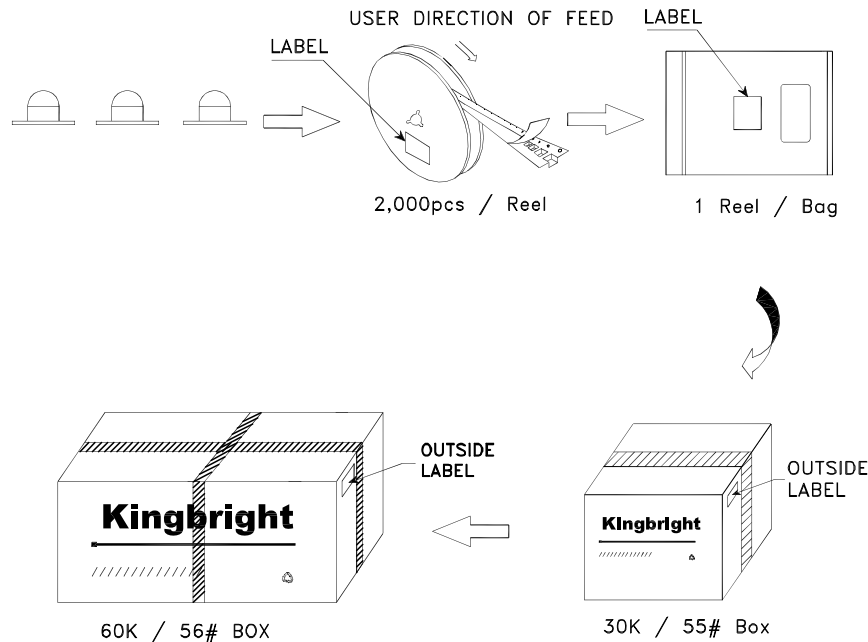 USER DIRECTION OF FEED
LABEL
LABEL
2,000pcs / Reel
1 Reel / Bag
OUTSIDE
LABEL
OUTSIDE
LABEL
Kingbright
Kingbright
60K / 56# BOX
30K / 55# Box